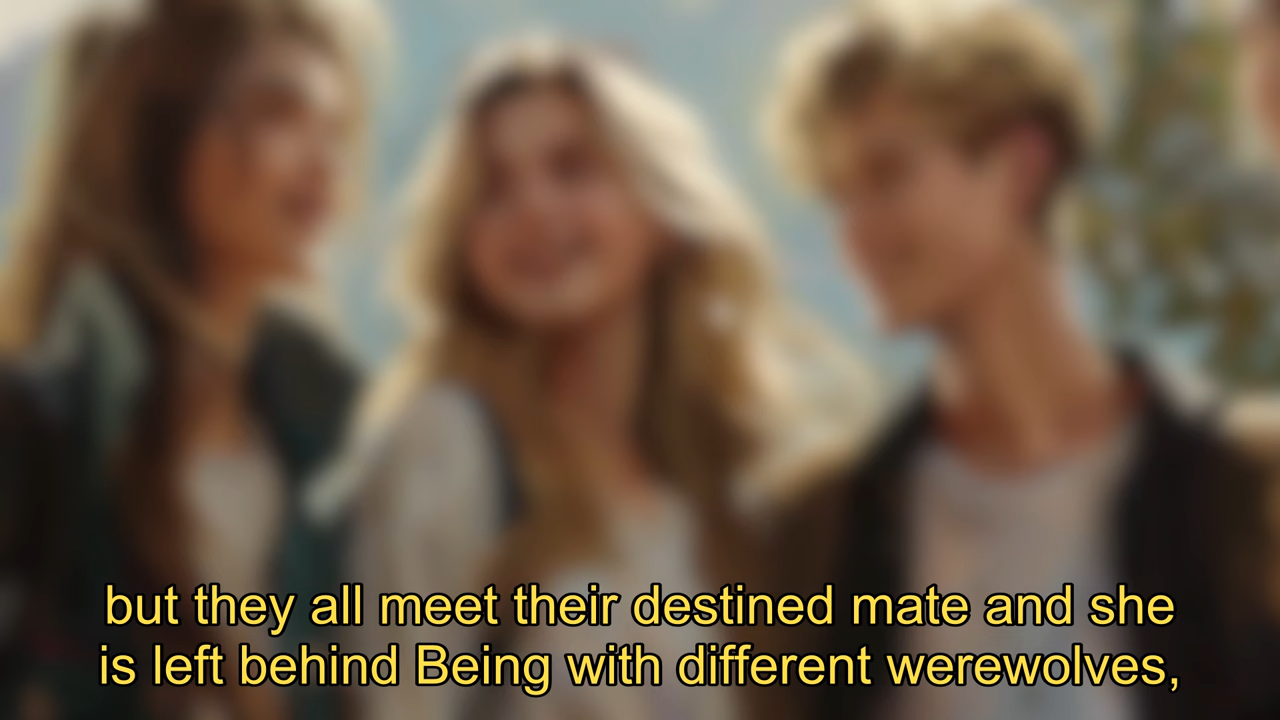 but they all meet their destined mate and she
is left behind Being with different werewolves,